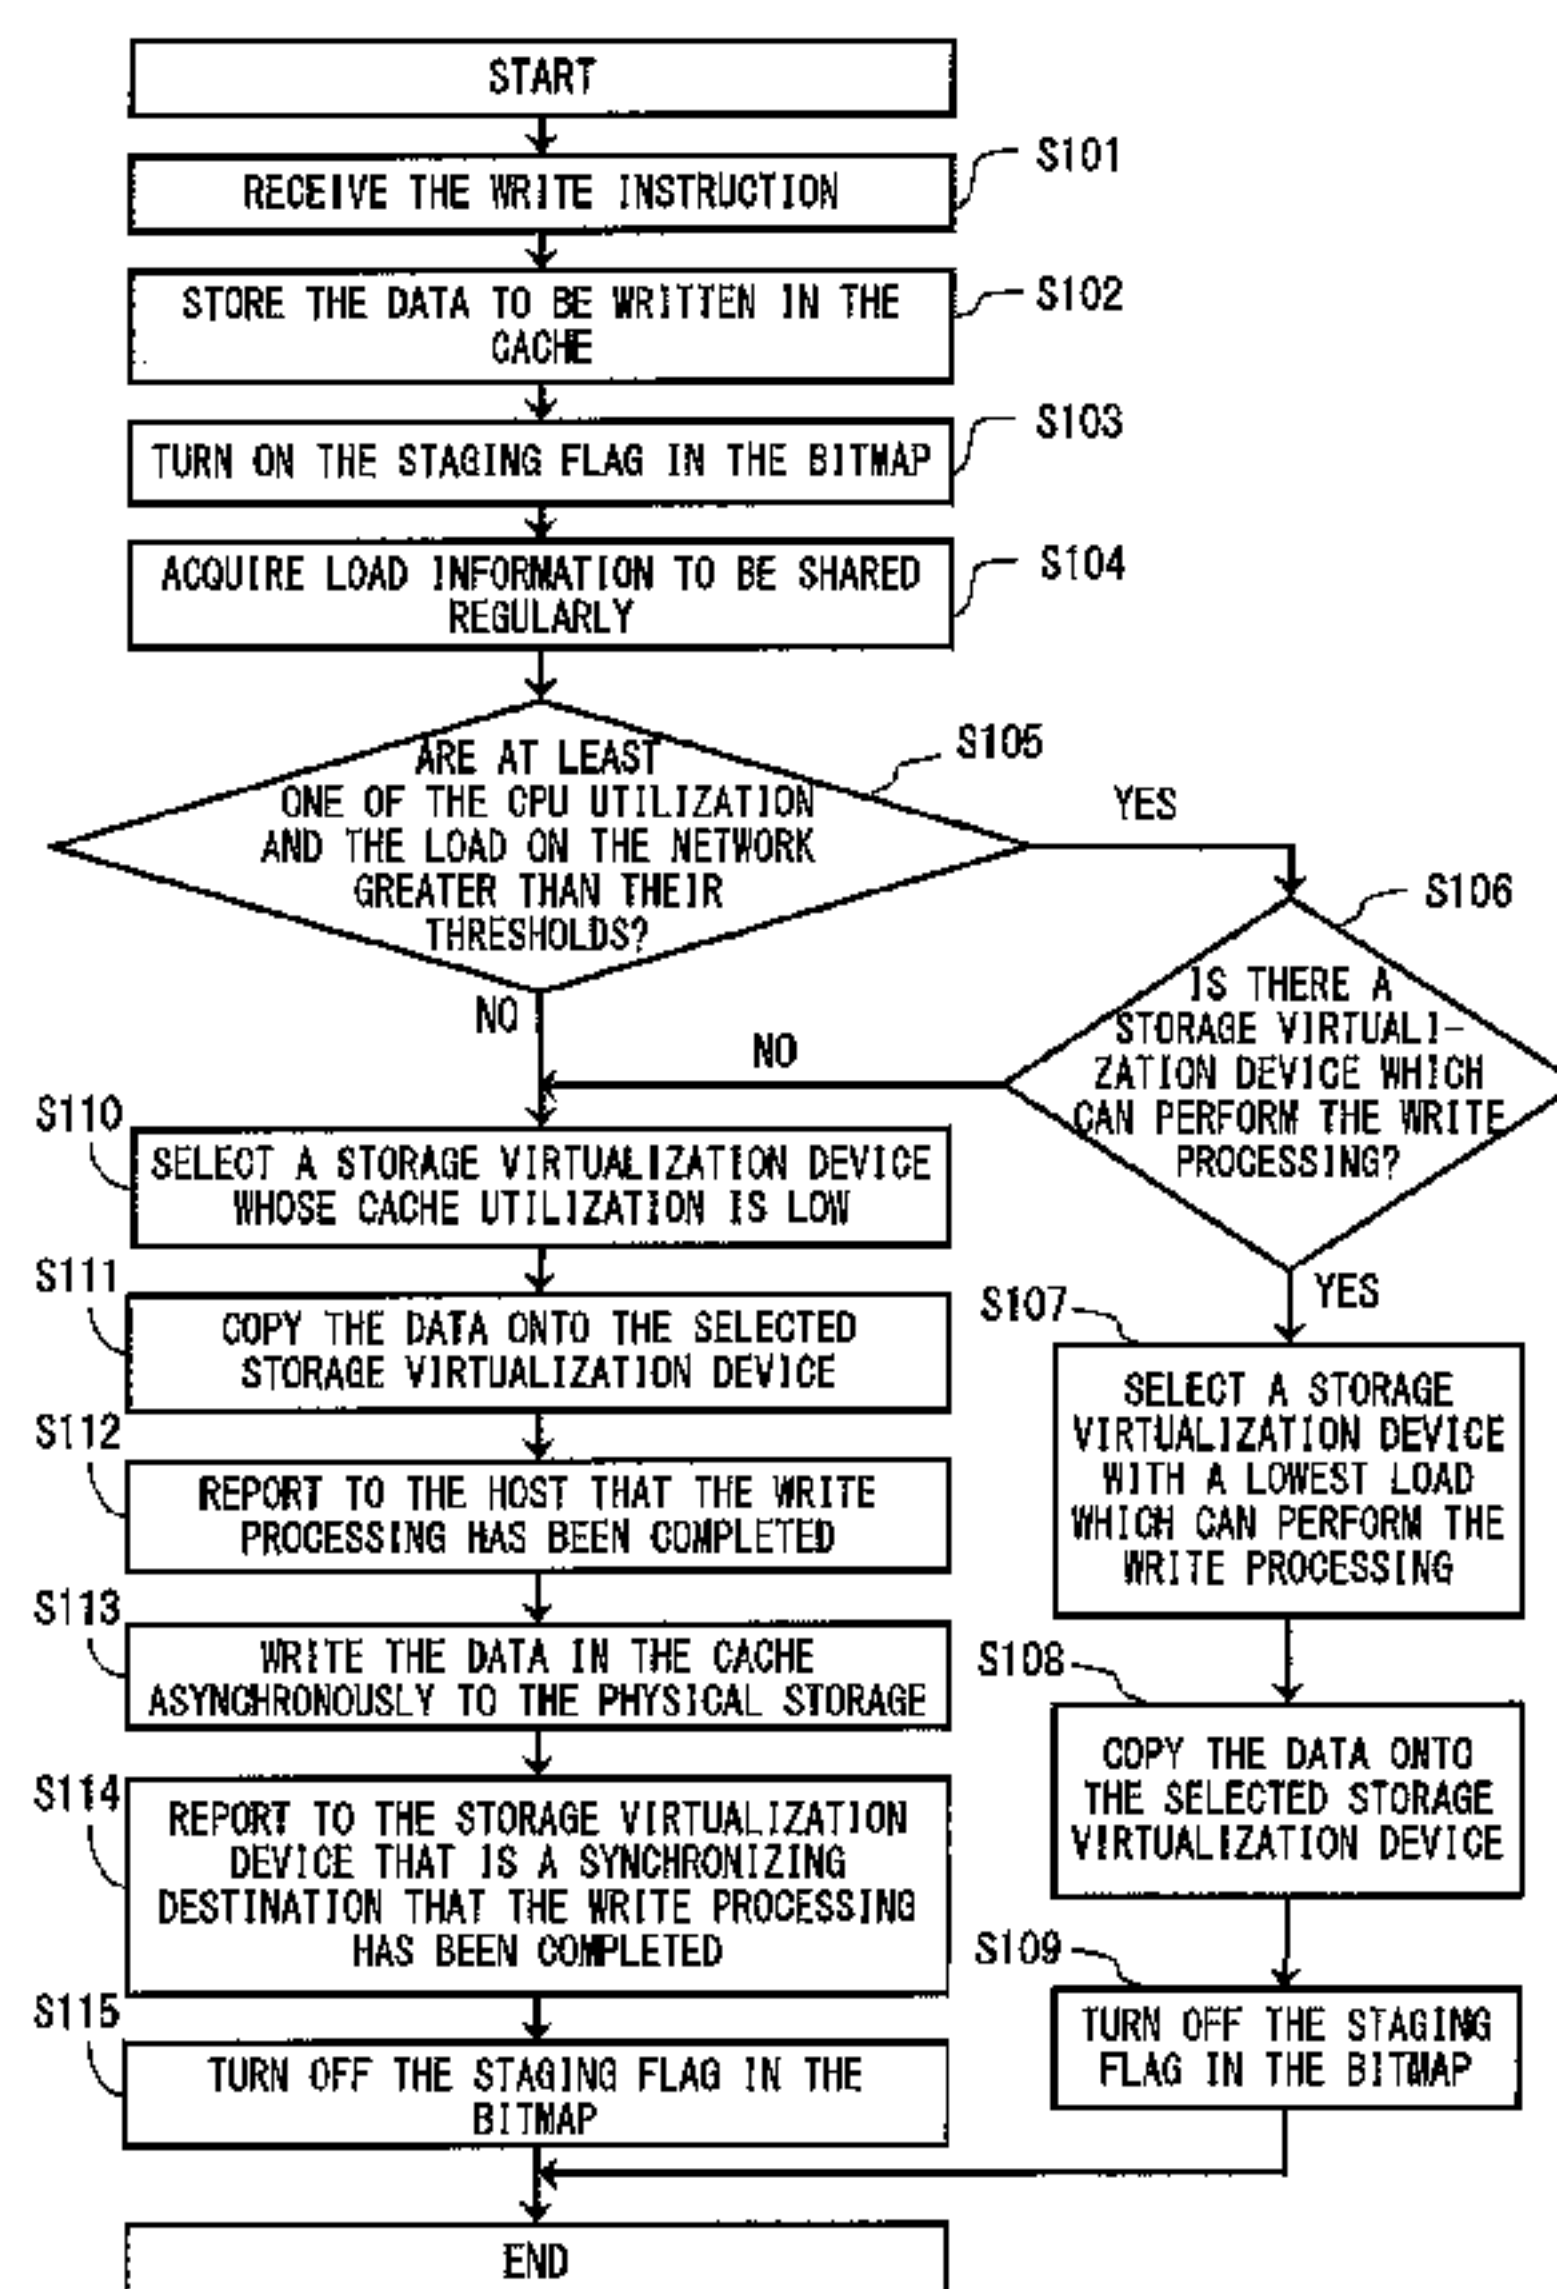 START
S101
RECEIVE THE WRITE INSTRUCTION
S102
STORE THE DATA TO BE WRITTEN IN THE
CACHE
S103
TURN ON THE STAGING FLAG IN THE BITMAP
S104
ACQUIRE LOAD INFORMATION TO BE SHARED
REGULARLY
S105
ARE AT LEAST
ONE OF THE CPU UTILIZATION
AND THE LOAD ON THE NETWORK
GREATER THAN THEIR
THRESHOLDS?
YES
NO
S106
IS THERE A
STORAGE VIRTUALI-
ZATION DEVICE WHICH
CAN PERFORM THE WRITE
PROCESSING?
NO
YES
S107
SELECT A STORAGE
VIRTUALIZATION DEVICE
WITH A LOWEST LOAD
WHICH CAN PERFORM THE
WRITE PROCESSING
S108
COPY THE DATA ONTO
THE SELECTED STORAGE
VIRTUALIZATION DEVICE
S109
TURN OFF THE STAGING
FLAG IN THE BITMAP
S110
SELECT A STORAGE VIRTUALIZATION DEVICE
WHOSE CACHE UTILIZATION IS LOW
S111
COPY THE DATA ONTO THE SELECTED
STORAGE VIRTUALIZATION DEVICE
S112
REPORT TO THE HOST THAT THE WRITE
PROCESSING HAS BEEN COMPLETED
S113
WRITE THE DATA IN THE CACHE
ASYNCHRONOUSLY TO THE PHYSICAL STORAGE
S114
REPORT TO THE STORAGE VIRTUALIZATION
DEVICE THAT IS A SYNCHRONIZING
DESTINATION THAT THE WRITE PROCESSING
HAS BEEN COMPLETED
S115
TURN OFF THE STAGING FLAG IN THE
BITMAP
END